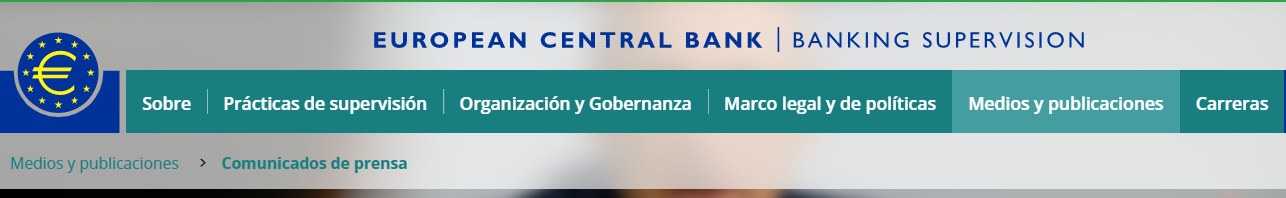 EUROPEAN CENTRAL BANK | BANKING SUPERVISION
Sobre Prácticas de supervisión Organización y Gobernanza Marco legal y de políticas Medios y publicaciones Carreras
Medios y publicaciones > Comunicados de prensa